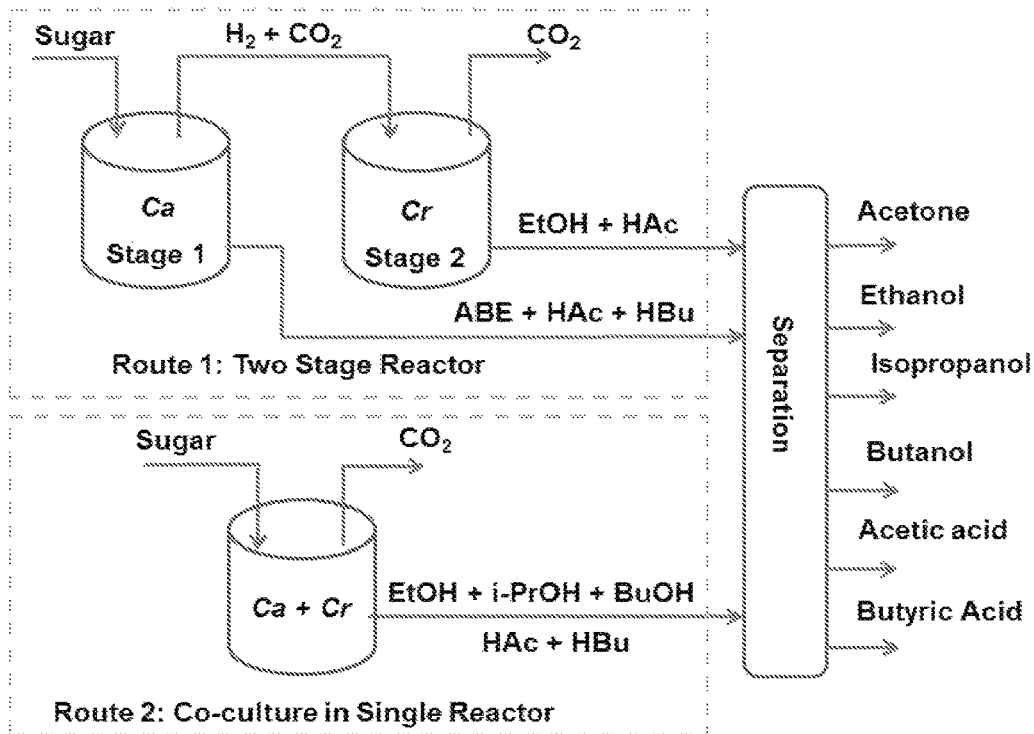 Sugar
H₂ + CO₂
CO₂
Ca
Stage 1
Cr
Stage 2
EtOH + HAc
ABE + HAc + HBu
Route 1: Two Stage Reactor
Sugar
CO₂
Ca + Cr
EtOH + i-PrOH + BuOH
HAc + HBu
Route 2: Co-culture in Single Reactor
Separation
Acetone
Ethanol
Isopropanol
Butanol
Acetic acid
Butyric Acid